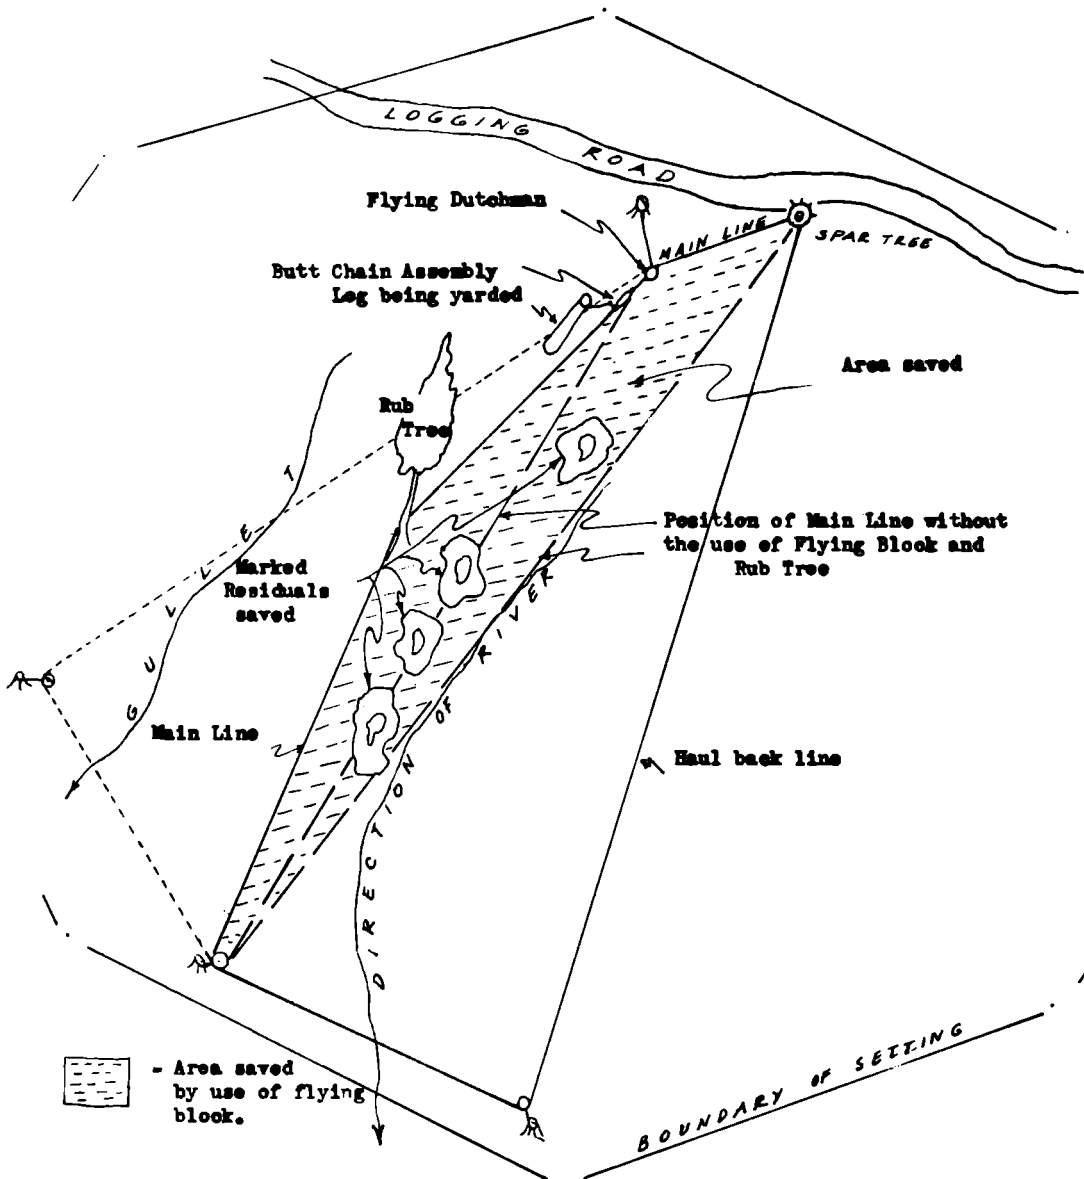 LOGGING ROAD
Flying Dutchman
MAIN LINE
SPAR TREE
Butt Chain Assembly
Log being yarded
Area saved
Rub
Tree
GULLET
Position of Main Line without
the use of Flying Block and
Rub Tree
Marked
Residuals
saved
Main Line
DIRECTION OF RIVER
Haul back line
- Area saved
by use of flying
block.
BOUNDARY OF SETTING